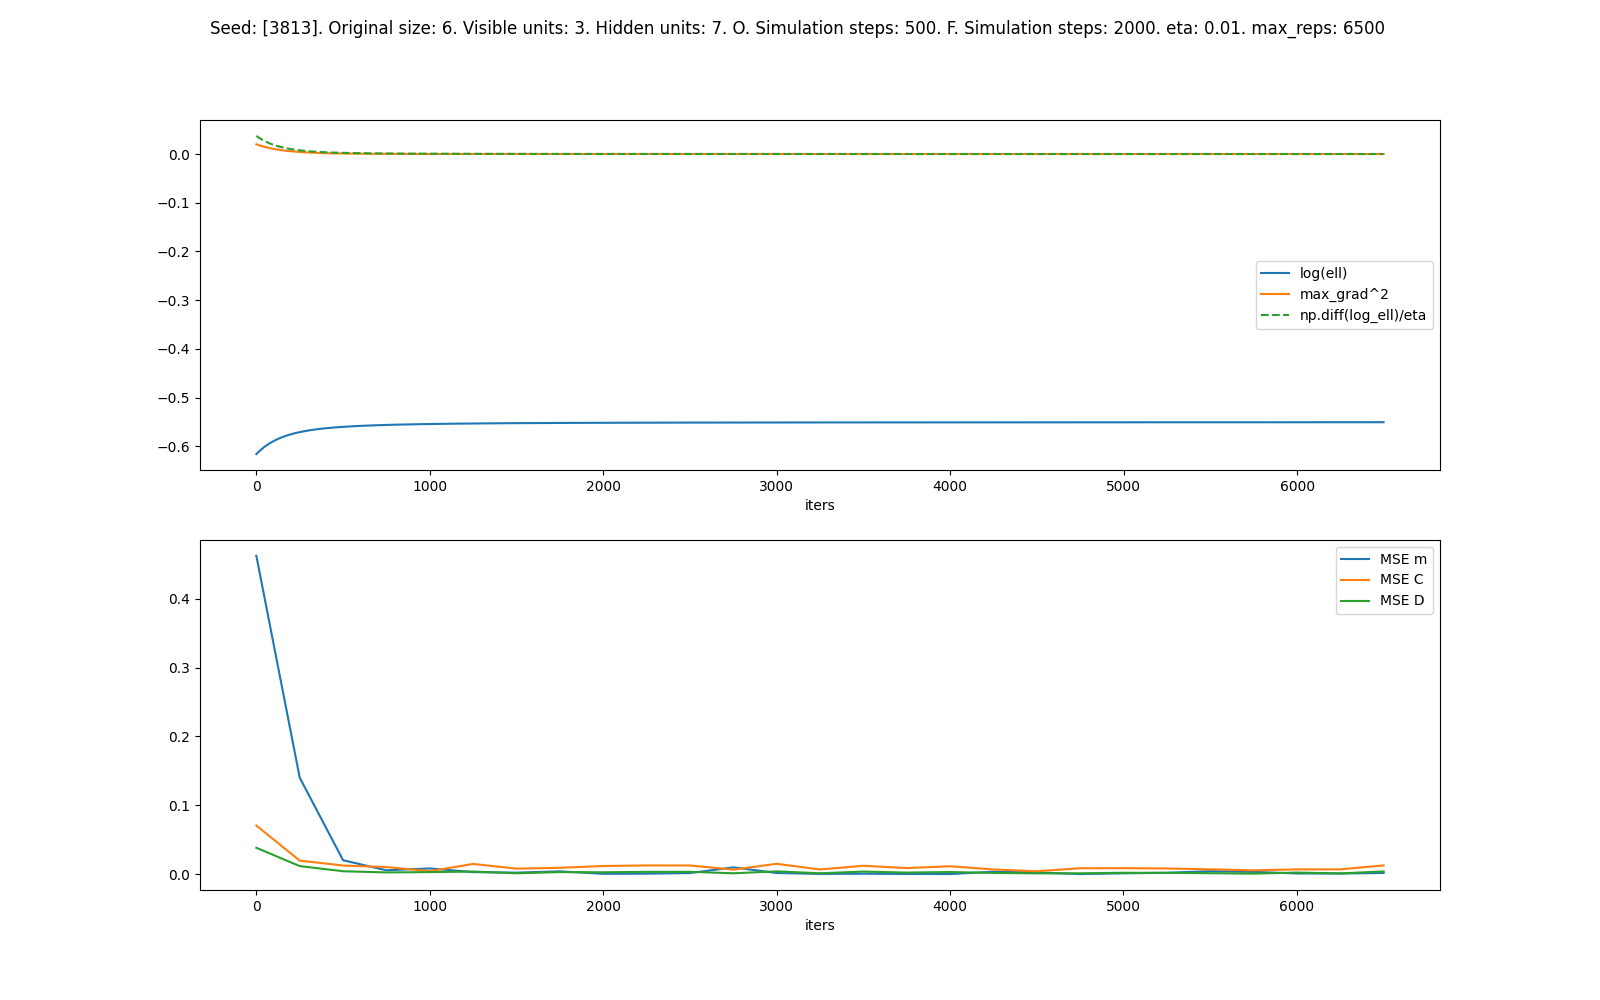 Seed: [3813]. Original size: 6. Visible units: 3. Hidden units: 7. O. Simulation steps: 500. F. Simulation steps: 2000. eta: 0.01. max_reps: 6500
0.0
−0.1
−0.2
−0.3
−0.4
−0.5
−0.6
log(ell)
max_grad^2
np.diff(log_ell)/eta
0 1000 2000 3000 4000 5000 6000
iters
0.4
0.3
0.2
0.1
0.0
MSE m
MSE C
MSE D
0 1000 2000 3000 4000 5000 6000
iters